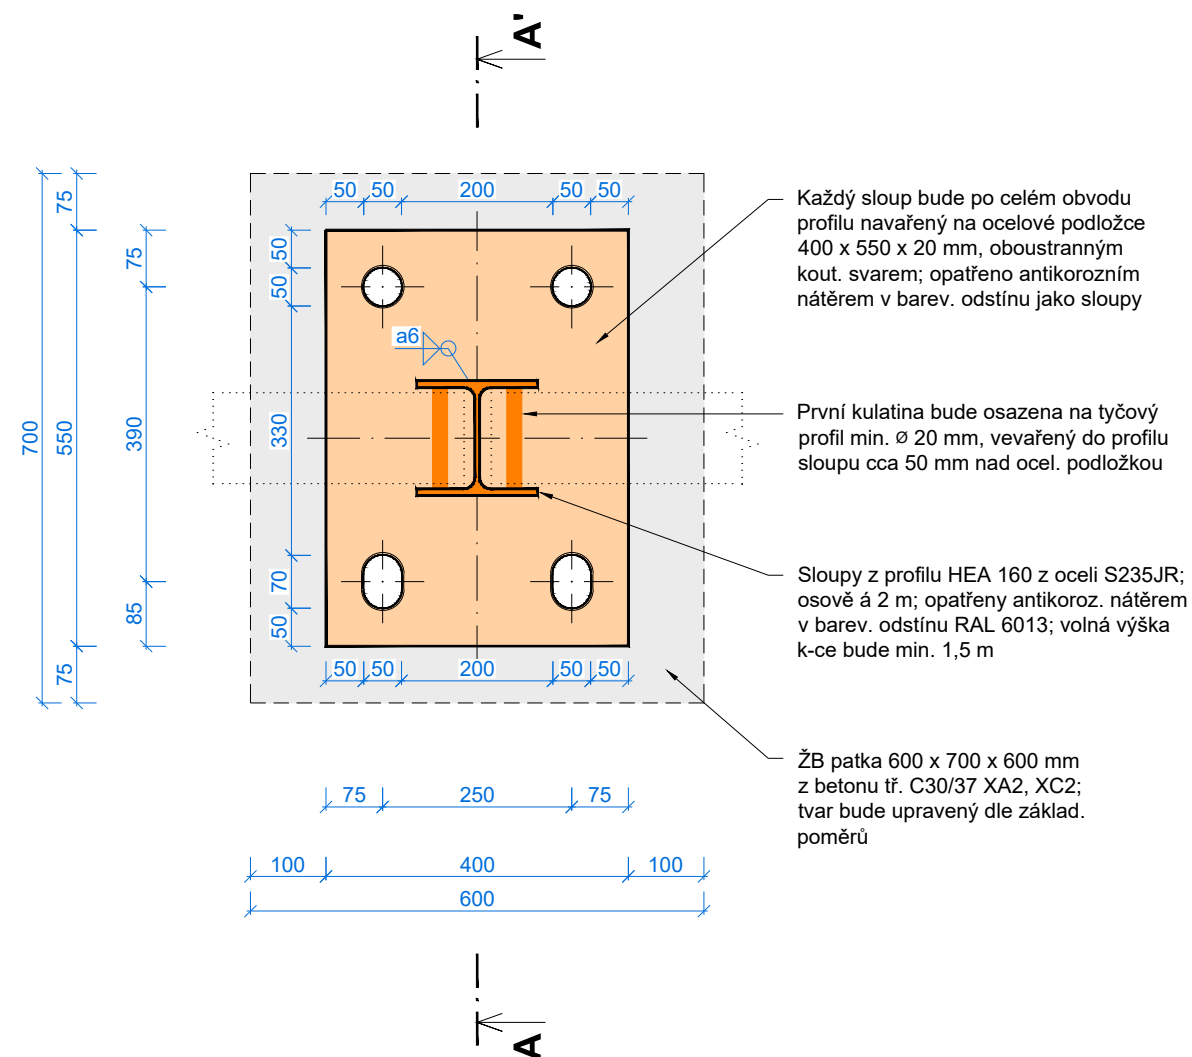 A'
50 50 200 50 50
75
75
50
50
a6
700
550
390
330
70
85
50
75
50 50 200 50 50
75 250 75
100 400 100
600
A
Každý sloup bude po celém obvodu
profilu navařený na ocelové podložce
400 x 550 x 20 mm, oboustranným
kout. svarem; opatřeno antikorozním
nátěrem v barev. odstínu jako sloupy
První kulatina bude osazena na tyčový
profil min. Ø 20 mm, vevařený do profilu
sloupu cca 50 mm nad ocel. podložkou
Sloupy z profilu HEA 160 z oceli S235JR;
osově á 2 m; opatřeny antikoroz. nátěrem
v barev. odstínu RAL 6013; volná výška
k-ce bude min. 1,5 m
ŽB patka 600 x 700 x 600 mm
z betonu tř. C30/37 XA2, XC2;
tvar bude upravený dle základ.
poměrů